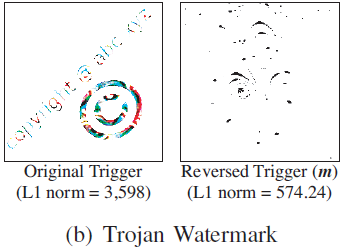 copyright @ abc xyz
Original Trigger
(L1 norm = 3,598)
Reversed Trigger (m)
(L1 norm = 574.24)
(b) Trojan Watermark